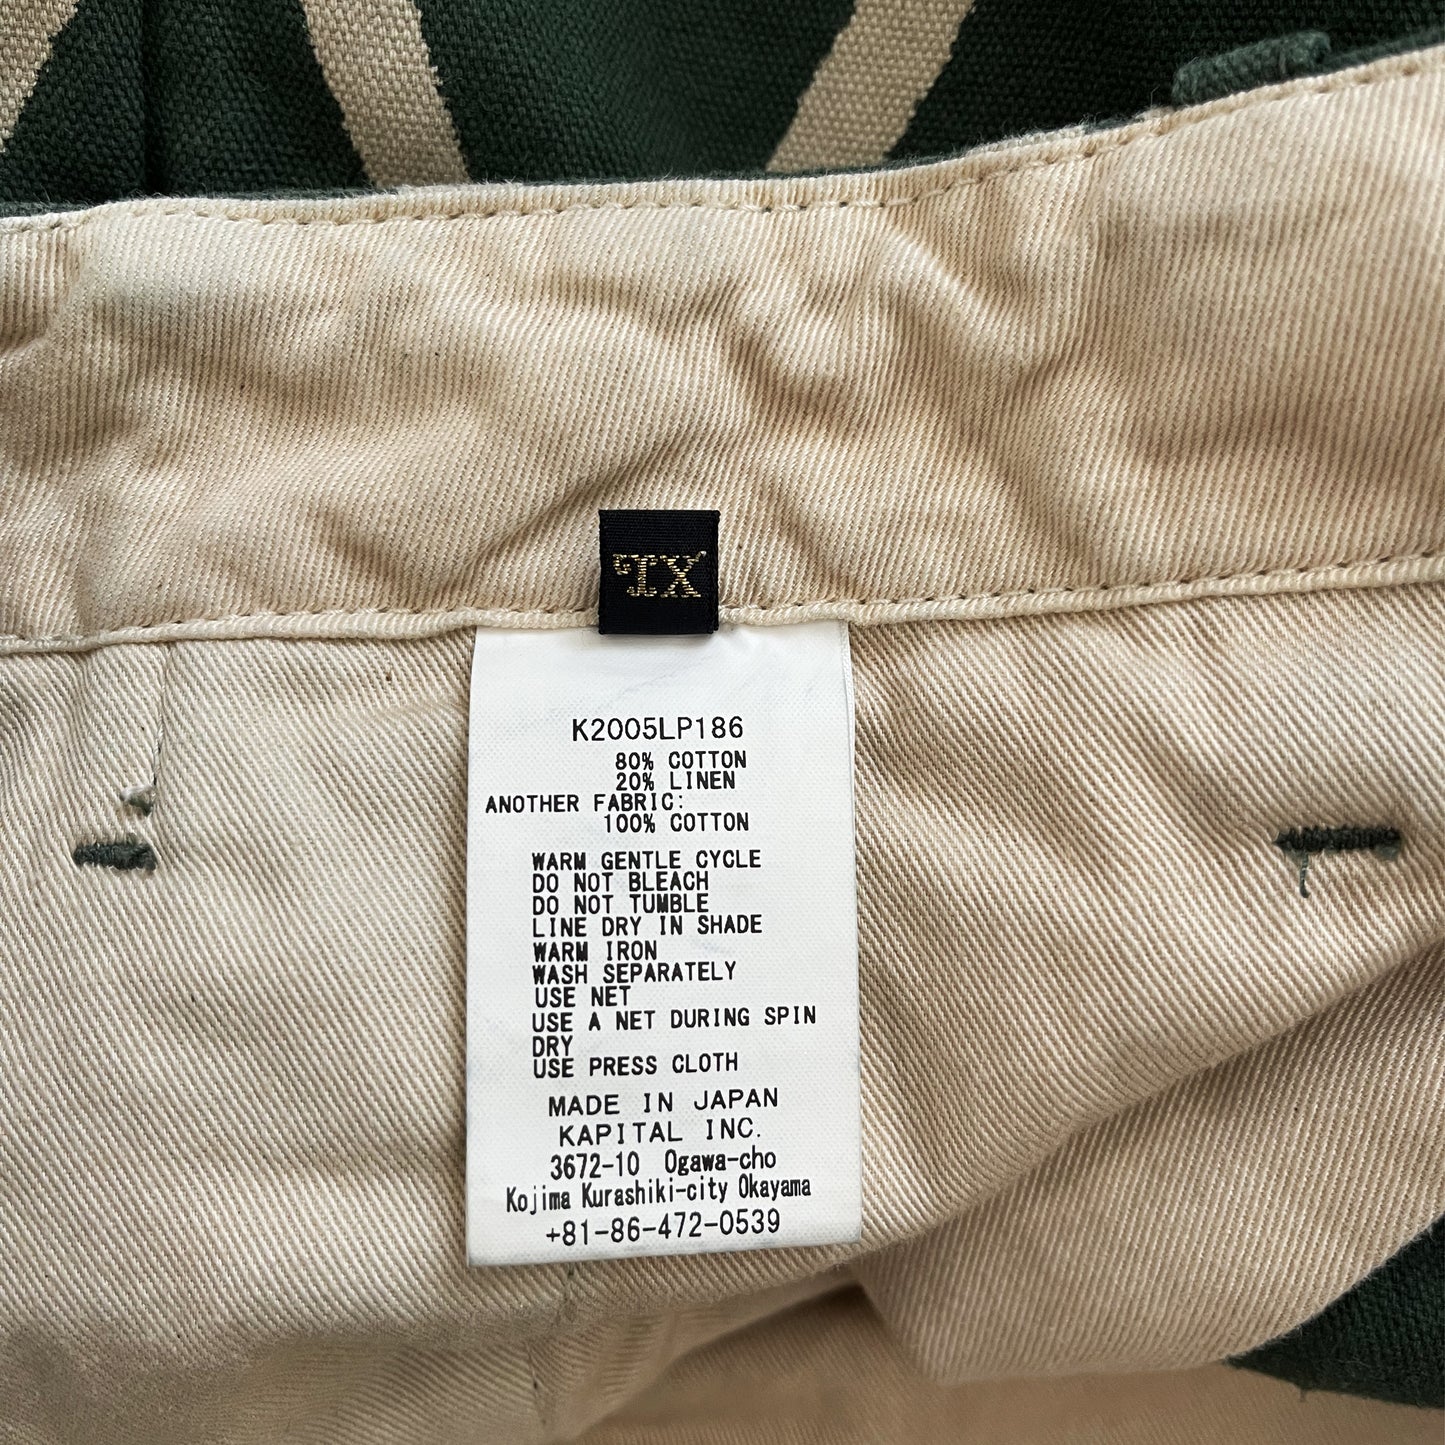 XL
K2005LP186
80% COTTON
20% LINEN
ANOTHER FABRIC:
100% COTTON
WARM GENTLE CYCLE
DO NOT BLEACH
DO NOT TUMBLE
LINE DRY IN SHADE
WARM IRON
WASH SEPARATELY
USE NET
USE A NET DURING SPIN
DRY
USE PRESS CLOTH
MADE IN JAPAN
KAPITAL INC.
3672-10 Ogawa-cho
Kojima Kurashiki-city Okayama
+81-86-472-0539